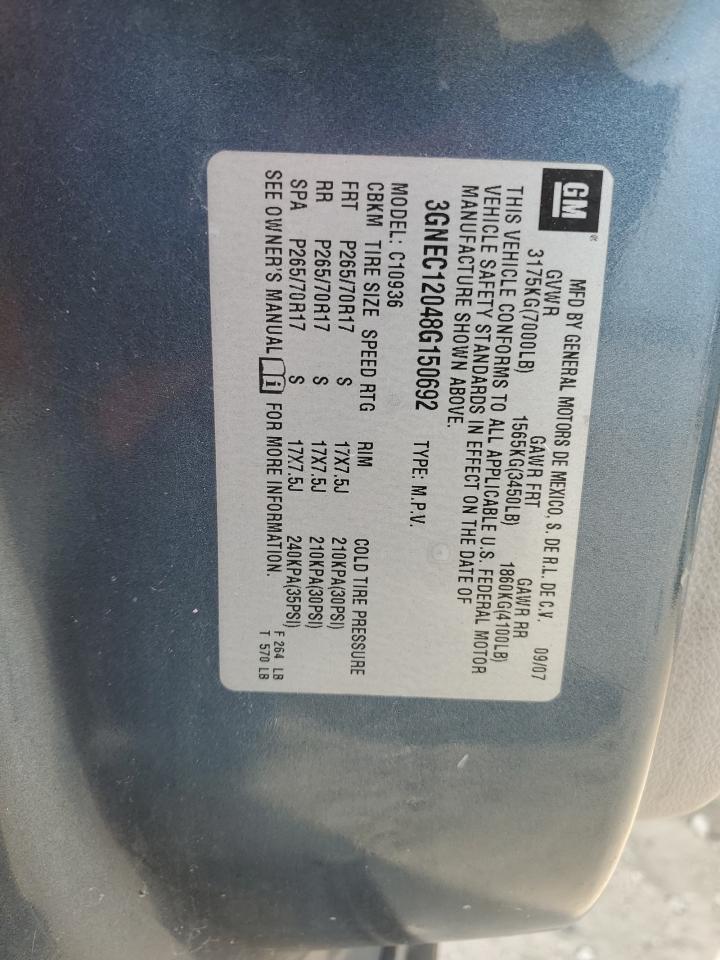 GM ®
MFD BY GENERAL MOTORS DE MEXICO, S. DE R.L. DE C.V. 09/07
GVWR GAWR FRT GAWR RR
3175KG(7000LB) 1565KG(3450LB) 1860KG(4100LB)
THIS VEHICLE CONFORMS TO ALL APPLICABLE U.S. FEDERAL MOTOR
VEHICLE SAFETY STANDARDS IN EFFECT ON THE DATE OF
MANUFACTURE SHOWN ABOVE.
3GNEC12048G150692 TYPE: M.P.V.
MODEL: C10936
CBKM TIRE SIZE SPEED RTG RIM COLD TIRE PRESSURE
FRT P265/70R17 S 17X7.5J 210KPA(30PSI)
RR P265/70R17 S 17X7.5J 210KPA(30PSI)
SPA P265/70R17 S 17X7.5J 240KPA(35PSI)
SEE OWNER'S MANUAL i FOR MORE INFORMATION.
F 264 LB
T 570 LB